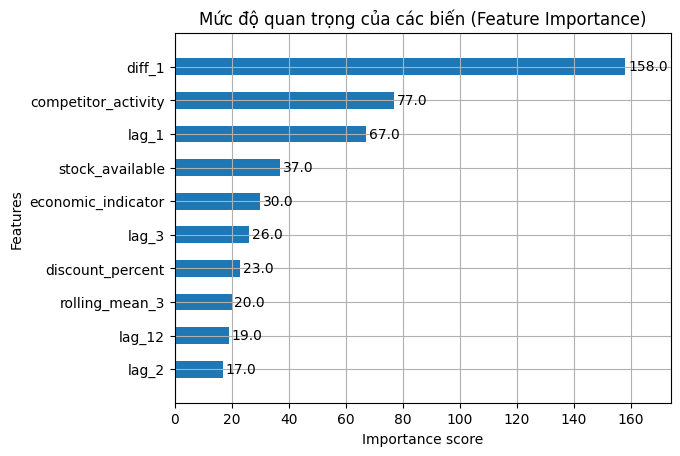 Mức độ quan trọng của các biến (Feature Importance)
diff_1 158.0
competitor_activity 77.0
lag_1 67.0
stock_available 37.0
economic_indicator 30.0
lag_3 26.0
discount_percent 23.0
rolling_mean_3 20.0
lag_12 19.0
lag_2 17.0
Features
0 20 40 60 80 100 120 140 160
Importance score